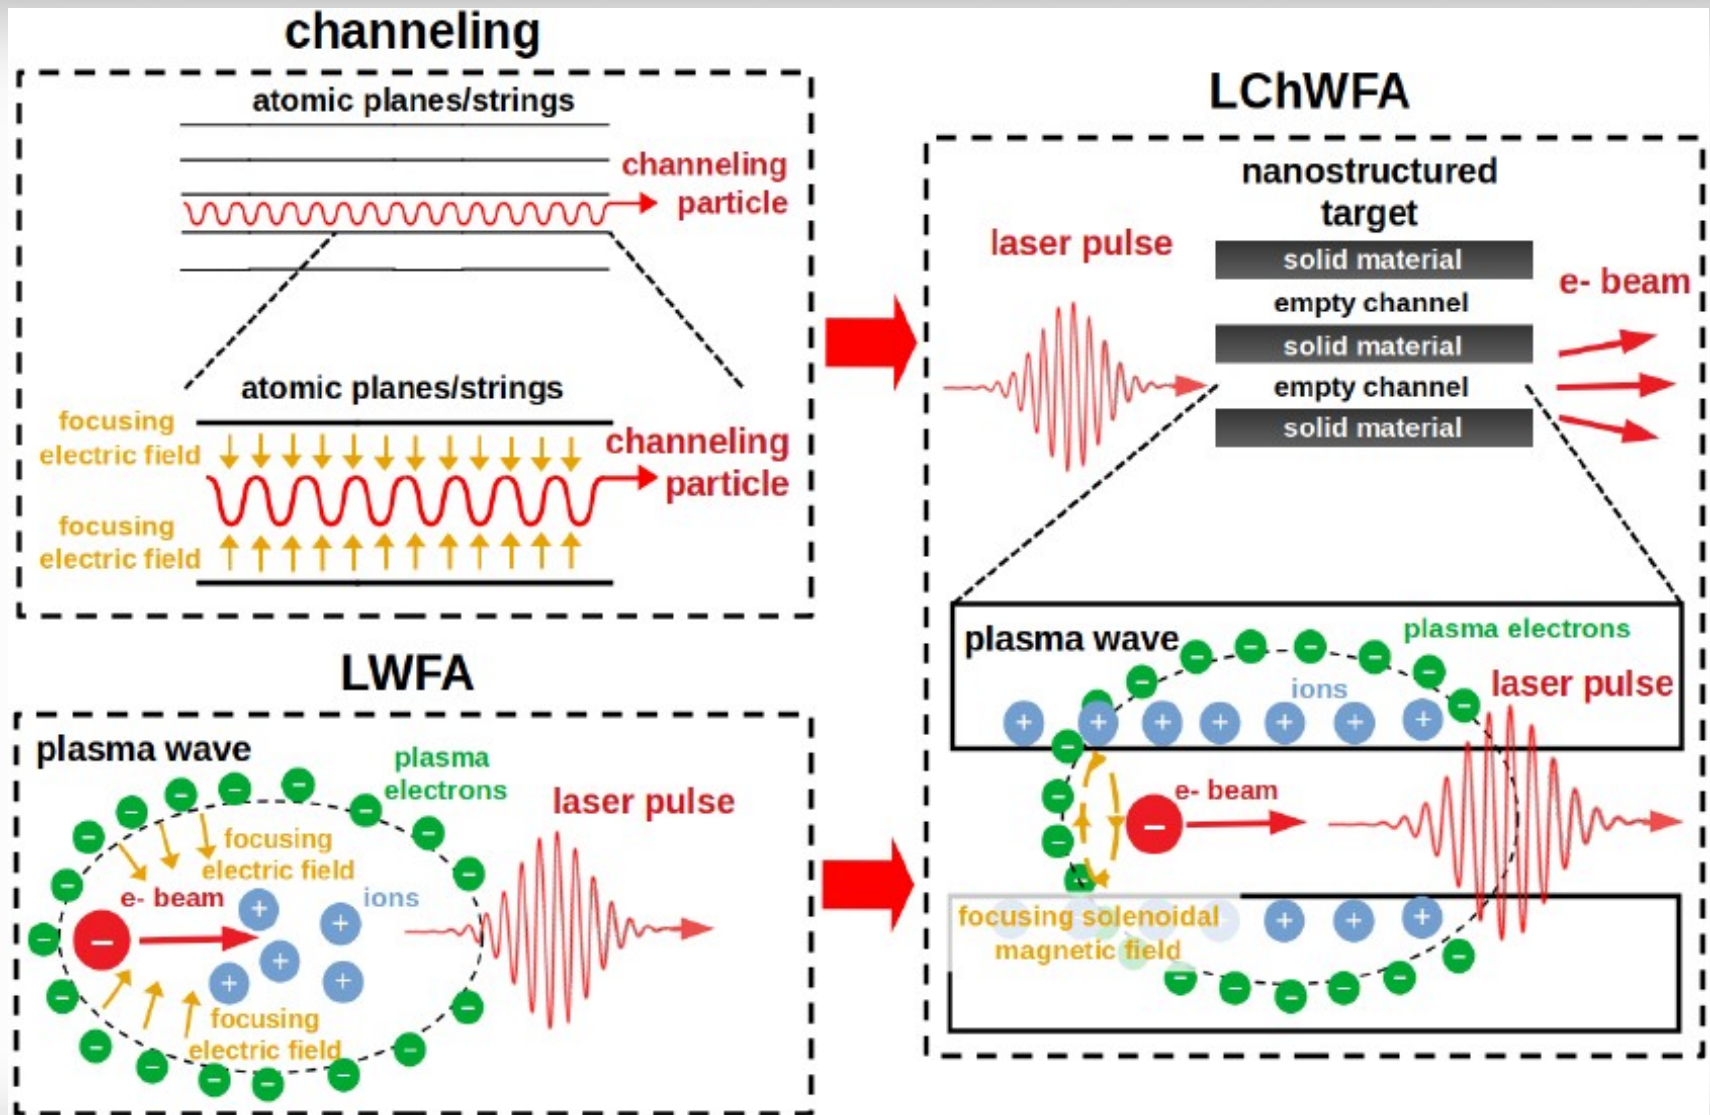 channeling
atomic planes/strings
channeling
particle
atomic planes/strings
focusing
electric field
channeling
particle
focusing
electric field
LWFA
plasma wave
plasma
electrons
laser pulse
focusing
electric field
e- beam
ions
focusing
electric field
LChWFA
nanostructured
target
laser pulse
solid material
e- beam
empty channel
solid material
empty channel
solid material
plasma wave
plasma electrons
ions
laser pulse
e- beam
focusing solenoidal
magnetic field